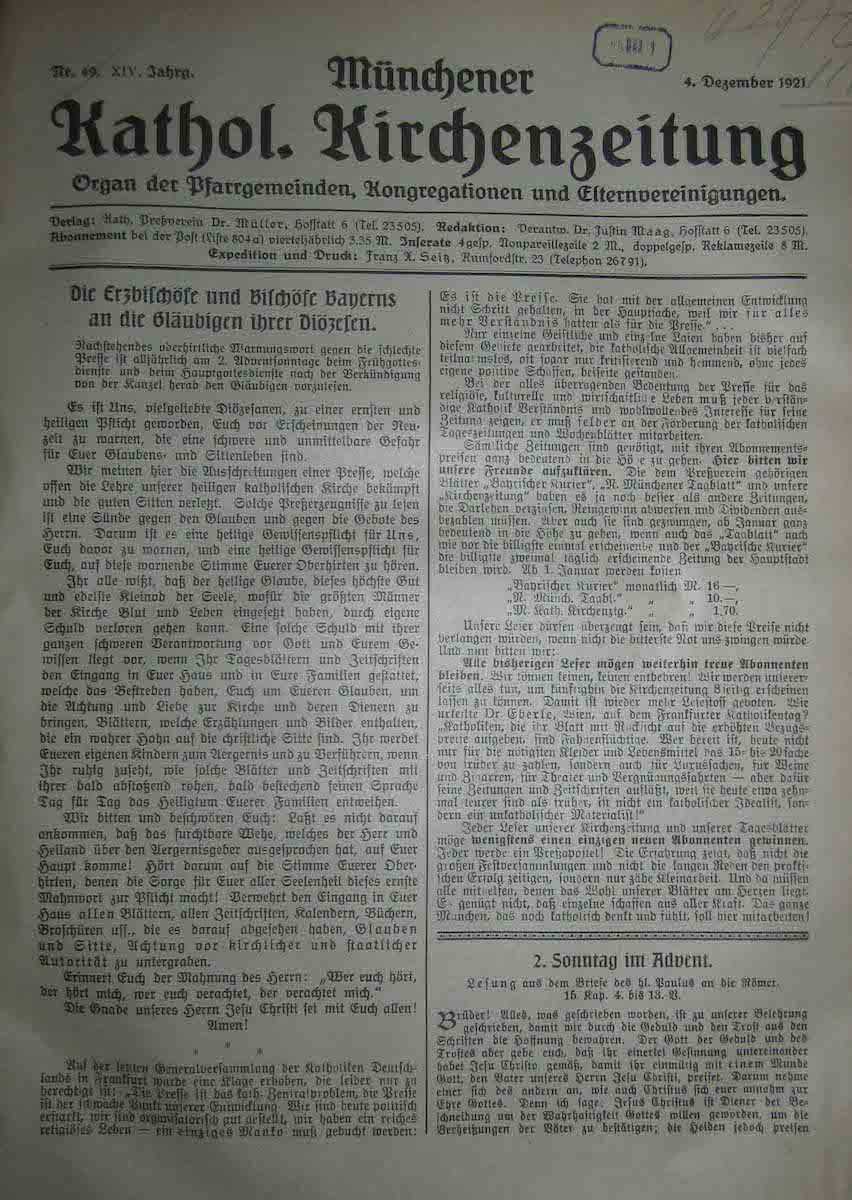 Nr. 49. XIV. Jahrg.
4. Dezember 1921
Münchener
Kathol. Kirchenzeitung
Organ der Pfarrgemeinden, Kongregationen und Elternvereinigungen.
Verlag: Kath. Preßverein Dr. Müller, Hofstatt 6 (Tel. 23505). Redaktion: Verantw. Dr. Justin Maag, Hofstatt 6 (Tel. 23505).
Abonnement bei der Post (Liste 804a) vierteljährlich 3.35 M. Inserate 4gesp. Nonpareillezeile 2 M., doppelgesp. Reklamezeile 8 M.
Expedition und Druck: Franz X. Seitz, Rumfordstr. 23 (Telephon 26791).
Die Erzbischöfe und Bischöfe Bayerns
an die Gläubigen ihrer Diözesen.
Nachstehendes oberhirtliche Warnungswort gegen die schlechte
Presse ist alljährlich am 2. Adventsonntage beim Frühgottes-
dienste und beim Hauptgottesdienste nach der Verkündigung
von der Kanzel herab den Gläubigen vorzulesen.
Es ist Uns, vielgeliebte Diözesanen, zu einer ernsten und
heiligen Pflicht geworden, Euch vor Erscheinungen der Neu-
zeit zu warnen, die eine schwere und unmittelbare Gefahr
für Euer Glaubens- und Sittenleben sind.
Wir meinen hier die Ausschreitungen einer Presse, welche
offen die Lehre unserer heiligen katholischen Kirche bekämpft
und die guten Sitten verletzt. Solche Preßerzeugnisse zu lesen
ist eine Sünde gegen den Glauben und gegen die Gebote des
Herrn. Darum ist es eine heilige Gewissenspflicht für Uns,
Euch davor zu warnen, und eine heilige Gewissenspflicht für
Euch, auf diese warnende Stimme Euerer Oberhirten zu hören.
Ihr alle wißt, daß der heilige Glaube, dieses höchste Gut
und edelste Kleinod der Seele, wofür die größten Männer
der Kirche Blut und Leben eingesetzt haben, durch eigene
Schuld verloren gehen kann. Eine solche Schuld mit ihrer
ganzen schweren Verantwortung vor Gott und Eurem Ge-
wissen liegt vor, wenn Ihr Tagesblättern und Zeitschriften
den Eingang in Euer Haus und in Eure Familien gestattet,
welche das Bestreben haben, Euch um Eueren Glauben, um
die Achtung und Liebe zur Kirche und deren Dienern zu
bringen, Blättern, welche Erzählungen und Bilder enthalten,
die ein wahrer Hohn auf die christliche Sitte sind. Ihr werdet
Eueren eigenen Kindern zum Aergernis und zu Verführern, wenn
Ihr ruhig zuseht, wie solche Blätter und Zeitschriften mit
ihrer bald abstoßend rohen, bald bestechend feinen Sprache
Tag für Tag das Heiligtum Euerer Familien entweihen.
Wir bitten und beschwören Euch: Laßt es nicht darauf
ankommen, daß das furchtbare Wehe, welches der Herr und
Heiland über den Aergernisgeber ausgesprochen hat, auf Euer
Haupt komme! Hört darum auf die Stimme Euerer Ober-
hirten, denen die Sorge für Euer aller Seelenheil dieses ernste
Mahnwort zur Pflicht macht! Verwehrt den Eingang in Euer
Haus allen Blättern, allen Zeitschriften, Kalendern, Büchern,
Broschüren usf., die es darauf abgesehen haben, Glauben
und Sitte, Achtung vor kirchlicher und staatlicher
Autorität zu untergraben.
Erinnert Euch der Mahnung des Herrn: „Wer euch hört,
der hört mich, wer euch verachtet, der verachtet mich.“
Die Gnade unseres Herrn Jesu Christi sei mit Euch allen!
Amen!
* * *
Auf der letzten Generalversammlung der Katholiken Deutsch-
lands in Frankfurt wurde eine Klage erhoben, die leider nur zu
berechtigt ist: „Die Presse ist das kath. Zentralproblem, die Presse
ist der schwache Punkt unserer Entwicklung. Wir sind heute politisch
erstarkt, wir sind organisatorisch gut gestellt, wir haben ein reiches
religiöses Leben — ein einziges Manko muß gebucht werden:
Es ist die Presse. Sie hat mit der allgemeinen Entwicklung
nicht Schritt gehalten, in der Hauptsache, weil wir für alles
mehr Verständnis hatten als für die Presse.“ . . .
Nur einzelne Geistliche und einzelne Laien haben bisher auf
diesem Gebiete gearbeitet, die katholische Allgemeinheit ist vielfach
teilnahmslos, oft sogar nur kritisierend und hemmend, ohne jedes
eigene positive Schaffen, beiseite gestanden.
Bei der alles überragenden Bedeutung der Presse für das
religiöse, kulturelle und wirtschaftliche Leben muß jeder verstän-
dige Katholik Verständnis und wohlwollendes Interesse für seine
Zeitung zeigen, er muß selber an der Förderung der katholischen
Tageszeitungen und Wochenblätter mitarbeiten.
Sämtliche Zeitungen sind genötigt, mit ihren Abonnements-
preisen ganz bedeutend in die Höhe zu gehen. Hier bitten wir
unsere Freunde aufzuklären. Die dem Preßverein gehörigen
Blätter „Bayrischer Kurier“, „N. Münchner Tagblatt“ und unsere
„Kirchenzeitung“ haben es ja noch besser als andere Zeitungen,
die Darlehen verzinsen, Reingewinn abwerfen und Dividenden aus-
bezahlen müssen. Aber auch sie sind gezwungen, ab Januar ganz
bedeutend in die Höhe zu gehen, wenn auch das „Tagblatt“ nach
wie vor die billigste einmal erscheinende und der „Bayrische Kurier“
die billigste zweimal täglich erscheinende Zeitung der Hauptstadt
bleiben wird. Ab 1. Januar werden kosten
„Bayrischer Kurier“ monatlich M. 16.—,
„N. Münch. Tagbl.“ „ „ 10.—,
„M. Kath. Kirchenztg.“ „ „ 1.70.
Unsere Leser dürfen überzeugt sein, daß wir diese Preise nicht
verlangen würden, wenn nicht die bitterste Not uns zwingen würde.
Und nun bitten wir:
Alle bisherigen Leser mögen weiterhin treue Abonnenten
bleiben. Wir können keinen, keinen entbehren! Wir werden unserer-
seits alles tun, um künftighin die Kirchenzeitung 8seitig erscheinen
lassen zu können. Damit ist wieder mehr Lesestoff geboten. Wie
urteilte Dr. Eberle, Wien, auf dem Frankfurter Katholikentag?
„Katholiken, die ihr Blatt mit Rücksicht auf die erhöhten Bezugs-
preise aufgeben, sind Fahnenflüchtige. Wer bereit ist, heute nicht
nur für die nötigsten Kleider und Lebensmittel das 15- bis 20fache
von früher zu zahlen, sondern auch für Luxussachen, für Weine
und Zigarren, für Theater und Vergnügungsfahrten — aber dafür
seine Zeitungen und Zeitschriften ausläßt, weil sie heute etwa zehn-
mal teurer sind als früher, ist nicht ein katholischer Idealist, son-
dern ein unkatholischer Materialist!“
Jeder Leser unserer Kirchenzeitung und unserer Tagesblätter
möge wenigstens einen einzigen neuen Abonnenten gewinnen.
Jeder werde ein Preßapostel! Die Erfahrung zeigt, daß nicht die
großen Festversammlungen und nicht die langen Reden den prakti-
schen Erfolg zeitigen, sondern nur zähe Kleinarbeit. Und da müssen
alle mithelfen, denen das Wohl unserer Blätter am Herzen liegt.
Es genügt nicht, daß einzelne schaffen aus aller Kraft. Das ganze
München, das noch katholisch denkt und fühlt, soll hier mitarbeiten!
2. Sonntag im Advent.
Lesung aus dem Briefe des hl. Paulus an die Römer.
15. Kap. 4. bis 13. V.
Brüder! Alles, was geschrieben worden, ist zu unserer Belehrung
geschrieben, damit wir durch die Geduld und den Trost aus den
Schriften die Hoffnung bewahren. Der Gott der Geduld und des
Trostes aber gebe euch, daß ihr einerlei Gesinnung untereinander
habet Jesu Christo gemäß, damit ihr einmütig mit einem Munde
Gott, den Vater unseres Herrn Jesu Christi, preiset. Darum nehme
einer sich des andern an, wie auch Christus sich euer annahm zur
Ehre Gottes. Denn ich sage: Jesus Christus ist Diener der Be-
schneidung um der Wahrhaftigkeit Gottes willen geworden, um die
Verheißungen der Väter zu bestätigen; die Heiden jedoch preisen